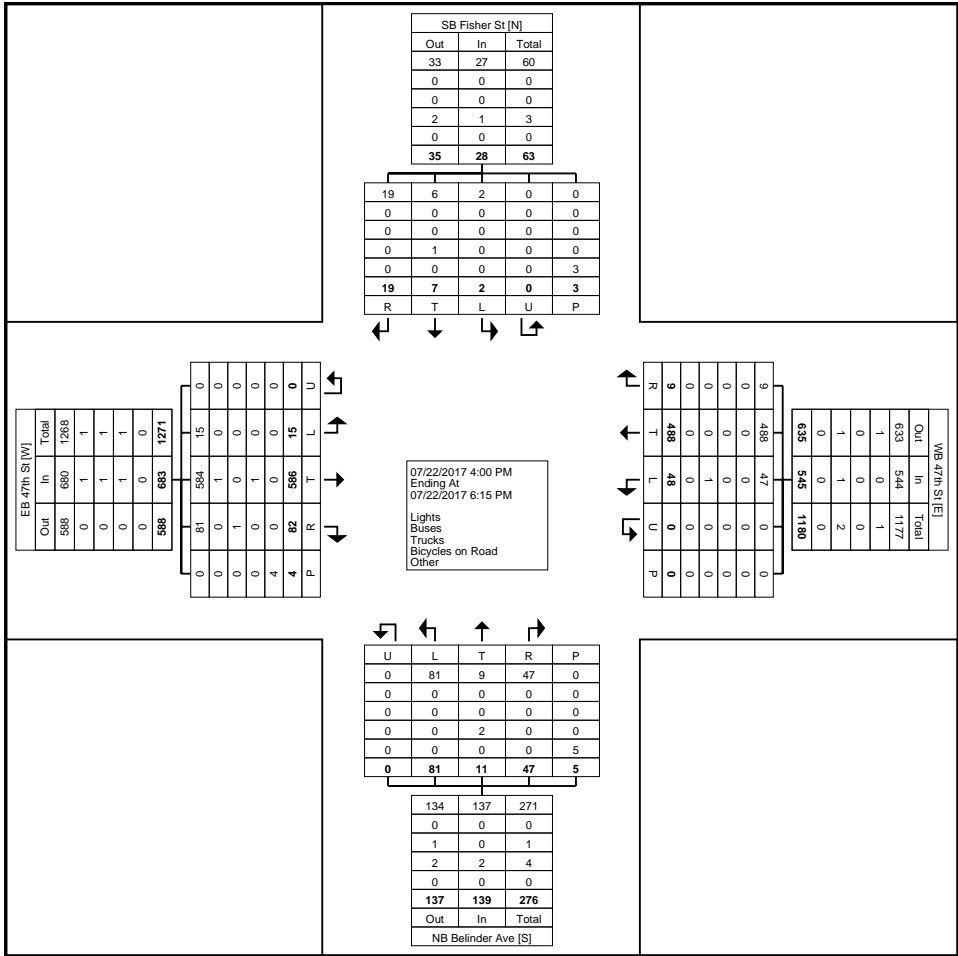 SB Fisher St [N]
Out In Total
33 27 60
0 0 0
0 0 0
2 1 3
0 0 0
35 28 63
19 6 2 0 0
0 0 0 0 0
0 0 0 0 0
0 1 0 0 0
0 0 0 0 3
19 7 2 0 3
R T L U P
EB 47th St [W]
Out In Total
588 680 1268
0 1 1
0 1 1
0 1 1
0 0 0
588 683 1271
0 81 584 15 0
0 0 1 0 0
0 1 0 0 0
0 0 1 0 0
4 0 0 0 0
4 82 586 15 0
P R T L U
07/22/2017 4:00 PM
Ending At
07/22/2017 6:15 PM
Lights
Buses
Trucks
Bicycles on Road
Other
WB 47th St [E]
Out In Total
633 544 1177
1 0 1
0 0 0
1 1 2
0 0 0
635 545 1180
9 488 47 0 0
0 0 0 0 0
0 0 0 0 0
0 0 1 0 0
0 0 0 0 0
9 488 48 0 0
R T L U P
U L T R P
0 81 9 47 0
0 0 0 0 0
0 0 0 0 0
0 0 2 0 0
0 0 0 0 5
0 81 11 47 5
134 137 271
0 0 0
1 0 1
2 2 4
0 0 0
137 139 276
Out In Total
NB Belinder Ave [S]